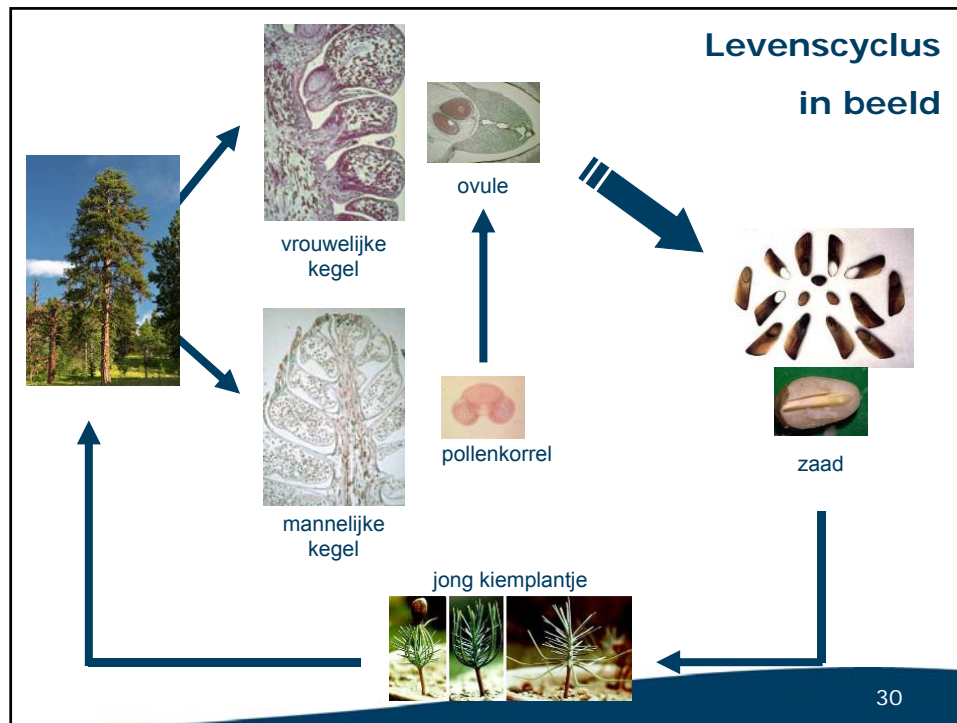 Levenscyclus
in beeld
vrouwelijke
kegel
ovule
mannelijke
kegel
pollenkorrel
zaad
jong kiemplantje
30